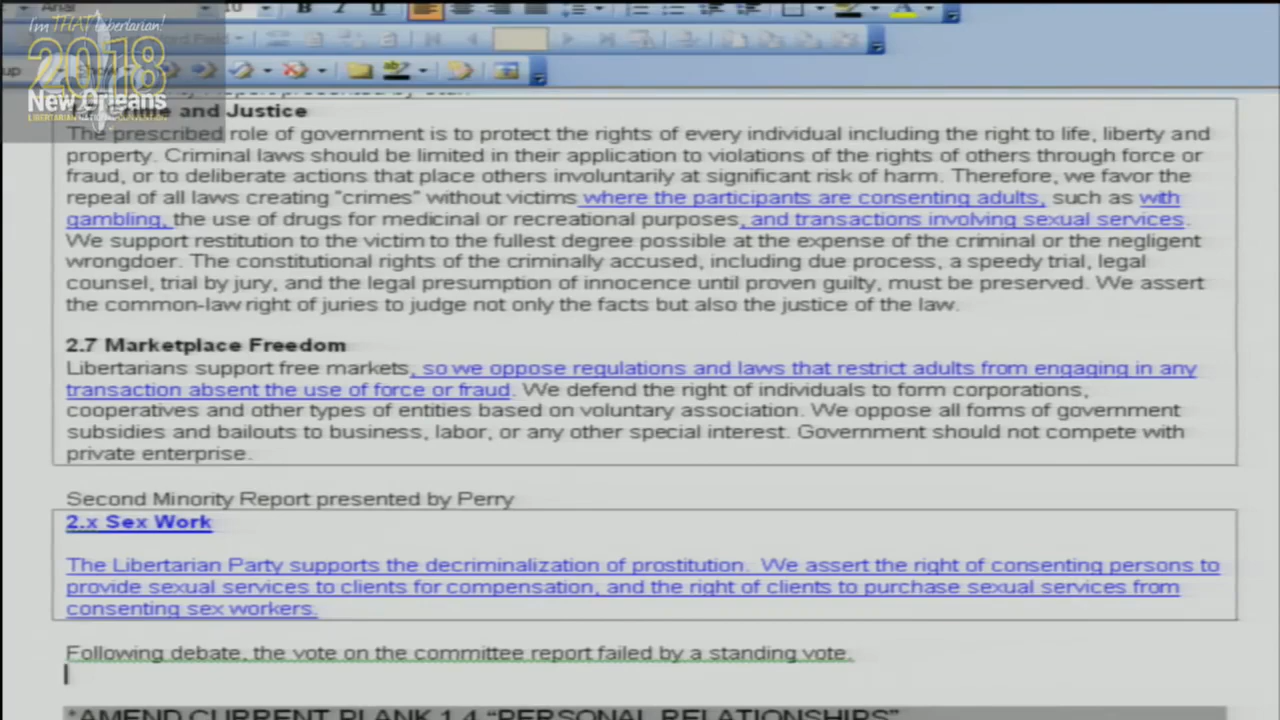 Arial 10 B I U A
I'm THAT Libertarian!
2018
New Orleans
LIBERTARIAN NATIONAL CONVENTION
Crime and Justice
The prescribed role of government is to protect the rights of every individual including the right to life, liberty and
property. Criminal laws should be limited in their application to violations of the rights of others through force or
fraud, or to deliberate actions that place others involuntarily at significant risk of harm. Therefore, we favor the
repeal of all laws creating "crimes" without victims where the participants are consenting adults, such as with
gambling, the use of drugs for medicinal or recreational purposes, and transactions involving sexual services.
We support restitution to the victim to the fullest degree possible at the expense of the criminal or the negligent
wrongdoer. The constitutional rights of the criminally accused, including due process, a speedy trial, legal
counsel, trial by jury, and the legal presumption of innocence until proven guilty, must be preserved. We assert
the common-law right of juries to judge not only the facts but also the justice of the law.
2.7 Marketplace Freedom
Libertarians support free markets, so we oppose regulations and laws that restrict adults from engaging in any
transaction absent the use of force or fraud. We defend the right of individuals to form corporations,
cooperatives and other types of entities based on voluntary association. We oppose all forms of government
subsidies and bailouts to business, labor, or any other special interest. Government should not compete with
private enterprise.
Second Minority Report presented by Perry
2.x Sex Work
The Libertarian Party supports the decriminalization of prostitution. We assert the right of consenting persons to
provide sexual services to clients for compensation, and the right of clients to purchase sexual services from
consenting sex workers.
Following debate, the vote on the committee report failed by a standing vote.
*AMEND CURRENT PLANK 1.4 "PERSONAL RELATIONSHIPS"